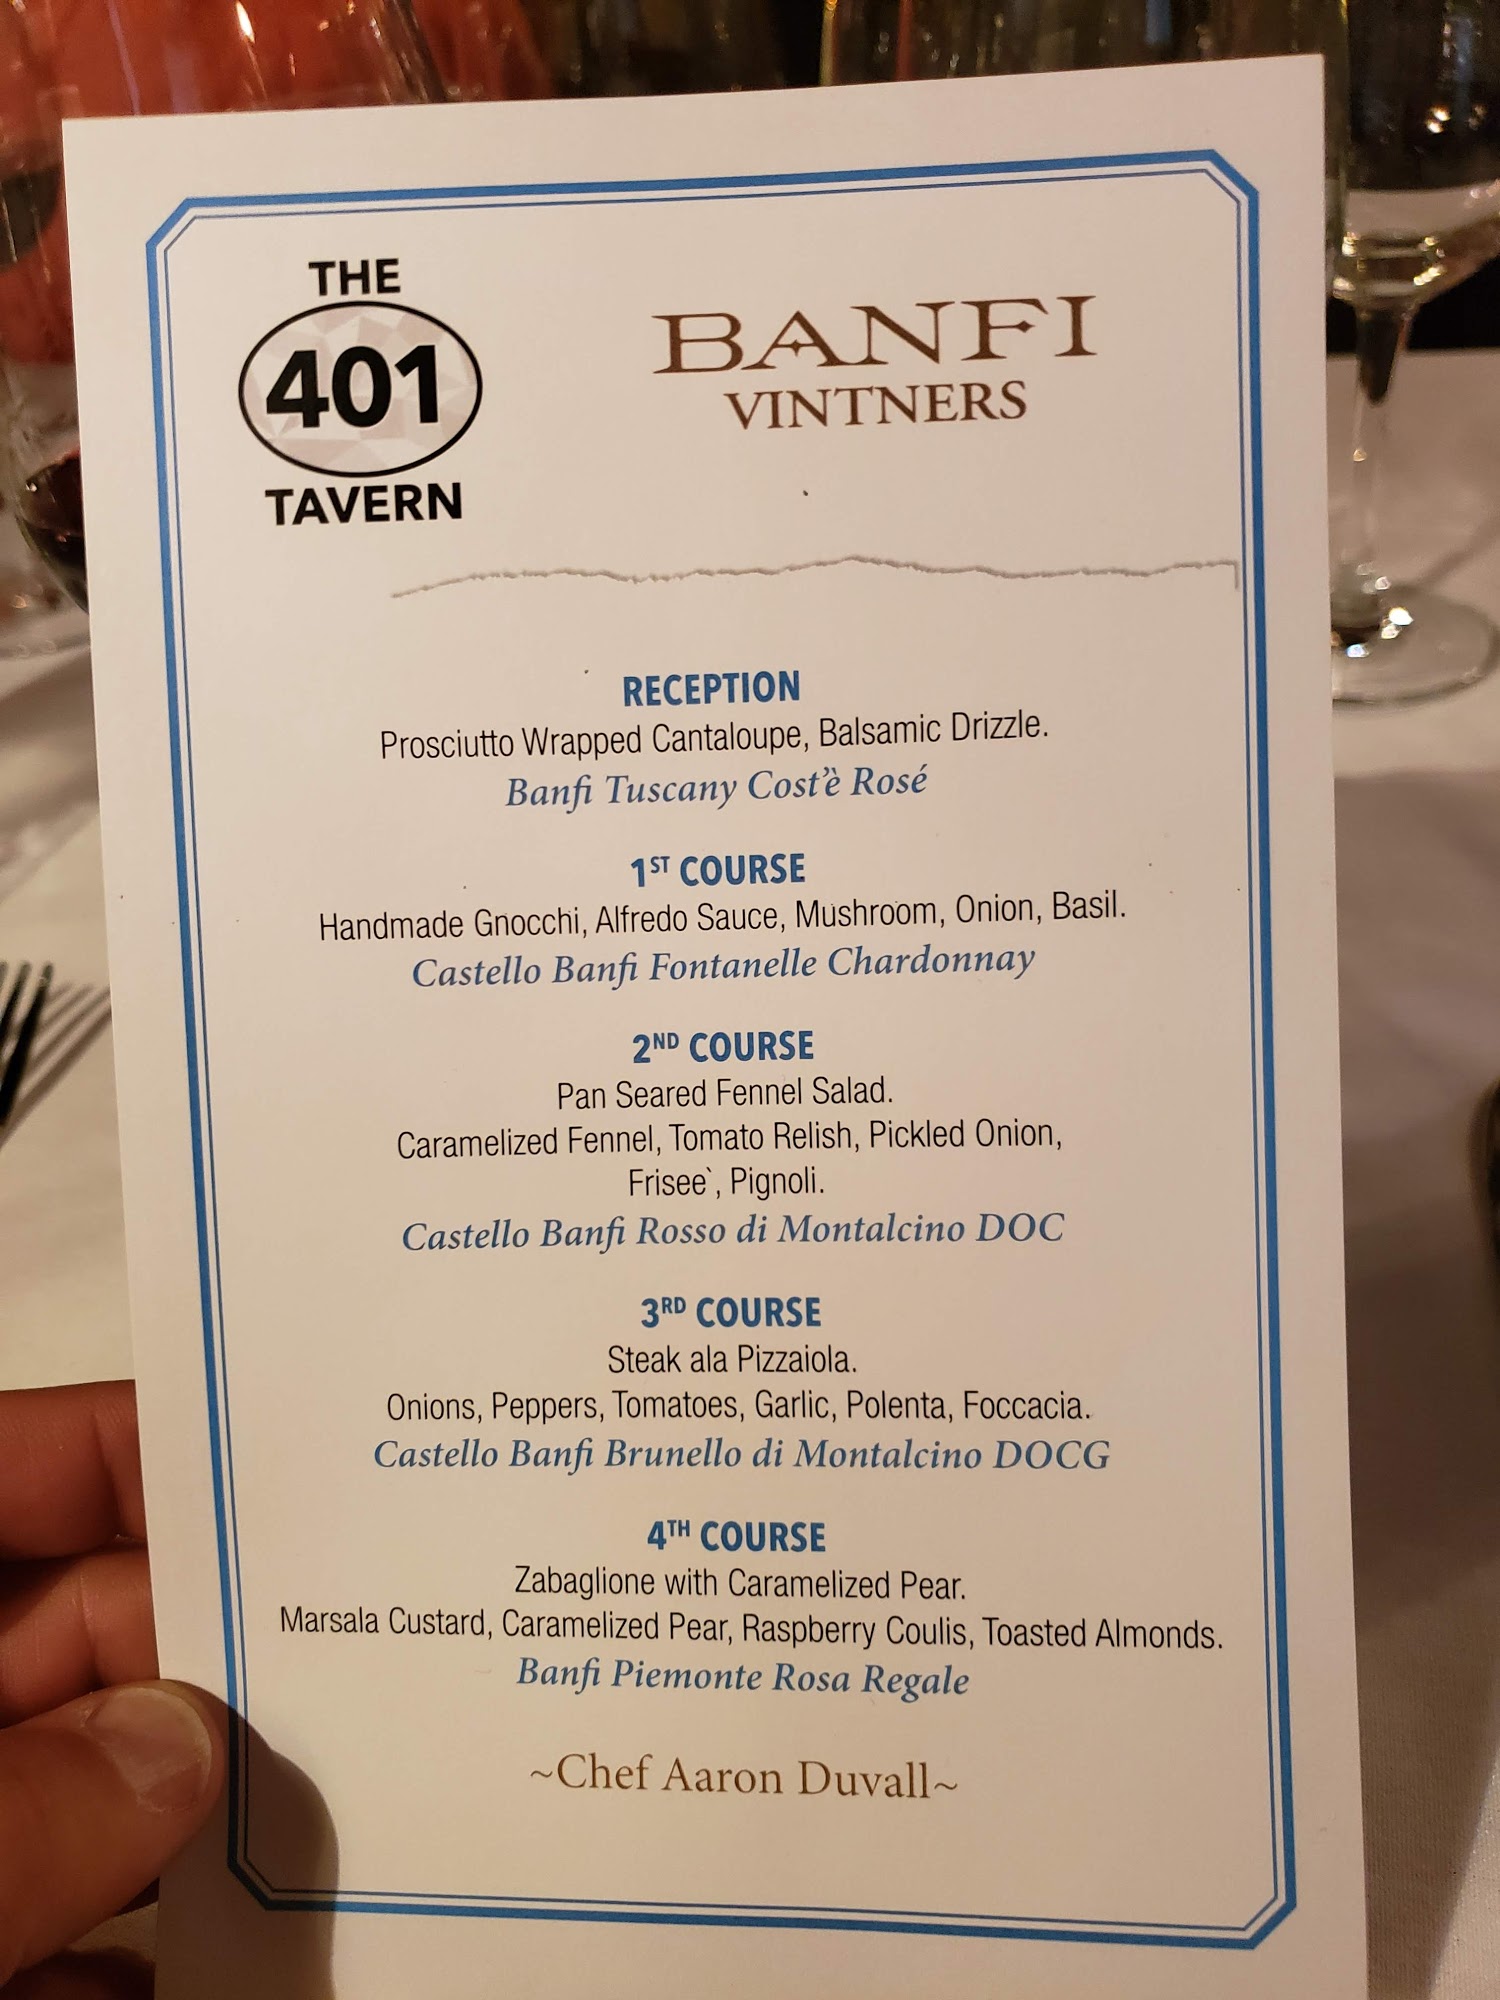 THE
401
TAVERN
BANFI
VINTNERS
RECEPTION
Prosciutto Wrapped Cantaloupe, Balsamic Drizzle.
Banfi Tuscany Cost'è Rosé
1ST COURSE
Handmade Gnocchi, Alfredo Sauce, Mushroom, Onion, Basil.
Castello Banfi Fontanelle Chardonnay
2ND COURSE
Pan Seared Fennel Salad.
Caramelized Fennel, Tomato Relish, Pickled Onion,
Frisee`, Pignoli.
Castello Banfi Rosso di Montalcino DOC
3RD COURSE
Steak ala Pizzaiola.
Onions, Peppers, Tomatoes, Garlic, Polenta, Foccacia.
Castello Banfi Brunello di Montalcino DOCG
4TH COURSE
Zabaglione with Caramelized Pear.
Marsala Custard, Caramelized Pear, Raspberry Coulis, Toasted Almonds.
Banfi Piemonte Rosa Regale
~Chef Aaron Duvall~